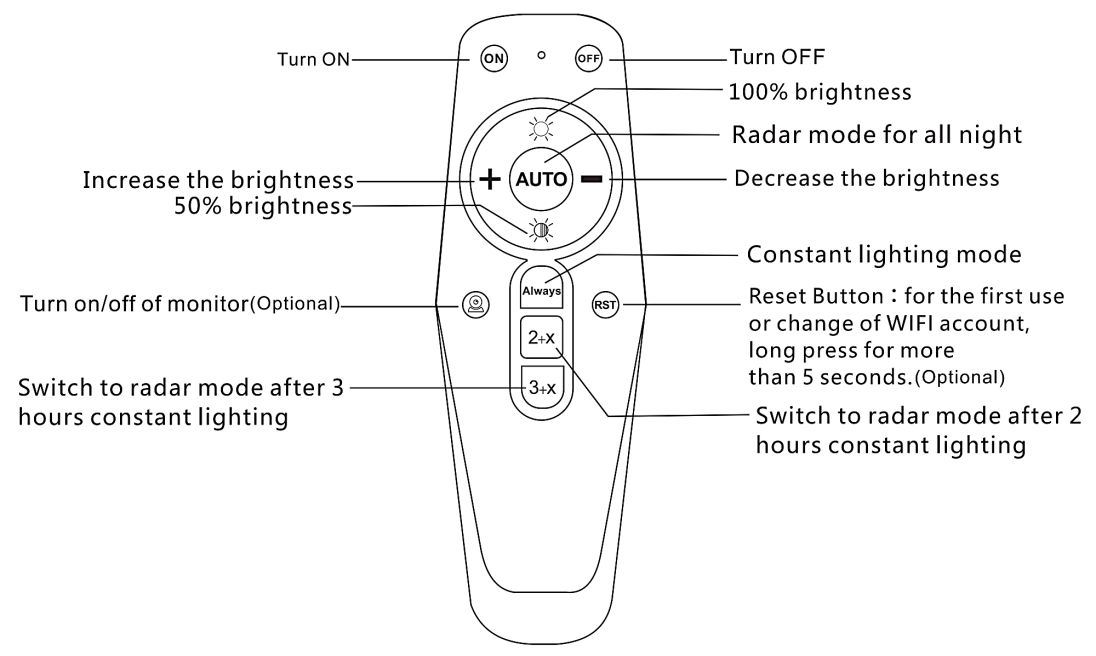 Turn ON
ON
OFF
Turn OFF
100% brightness
Radar mode for all night
Increase the brightness
+
AUTO
−
Decrease the brightness
50% brightness
Constant lighting mode
Always
Turn on/off of monitor(Optional)
RST
Reset Button：for the first use
or change of WIFI account,
long press for more
than 5 seconds.(Optional)
2+X
Switch to radar mode after 3
hours constant lighting
3+X
Switch to radar mode after 2
hours constant lighting